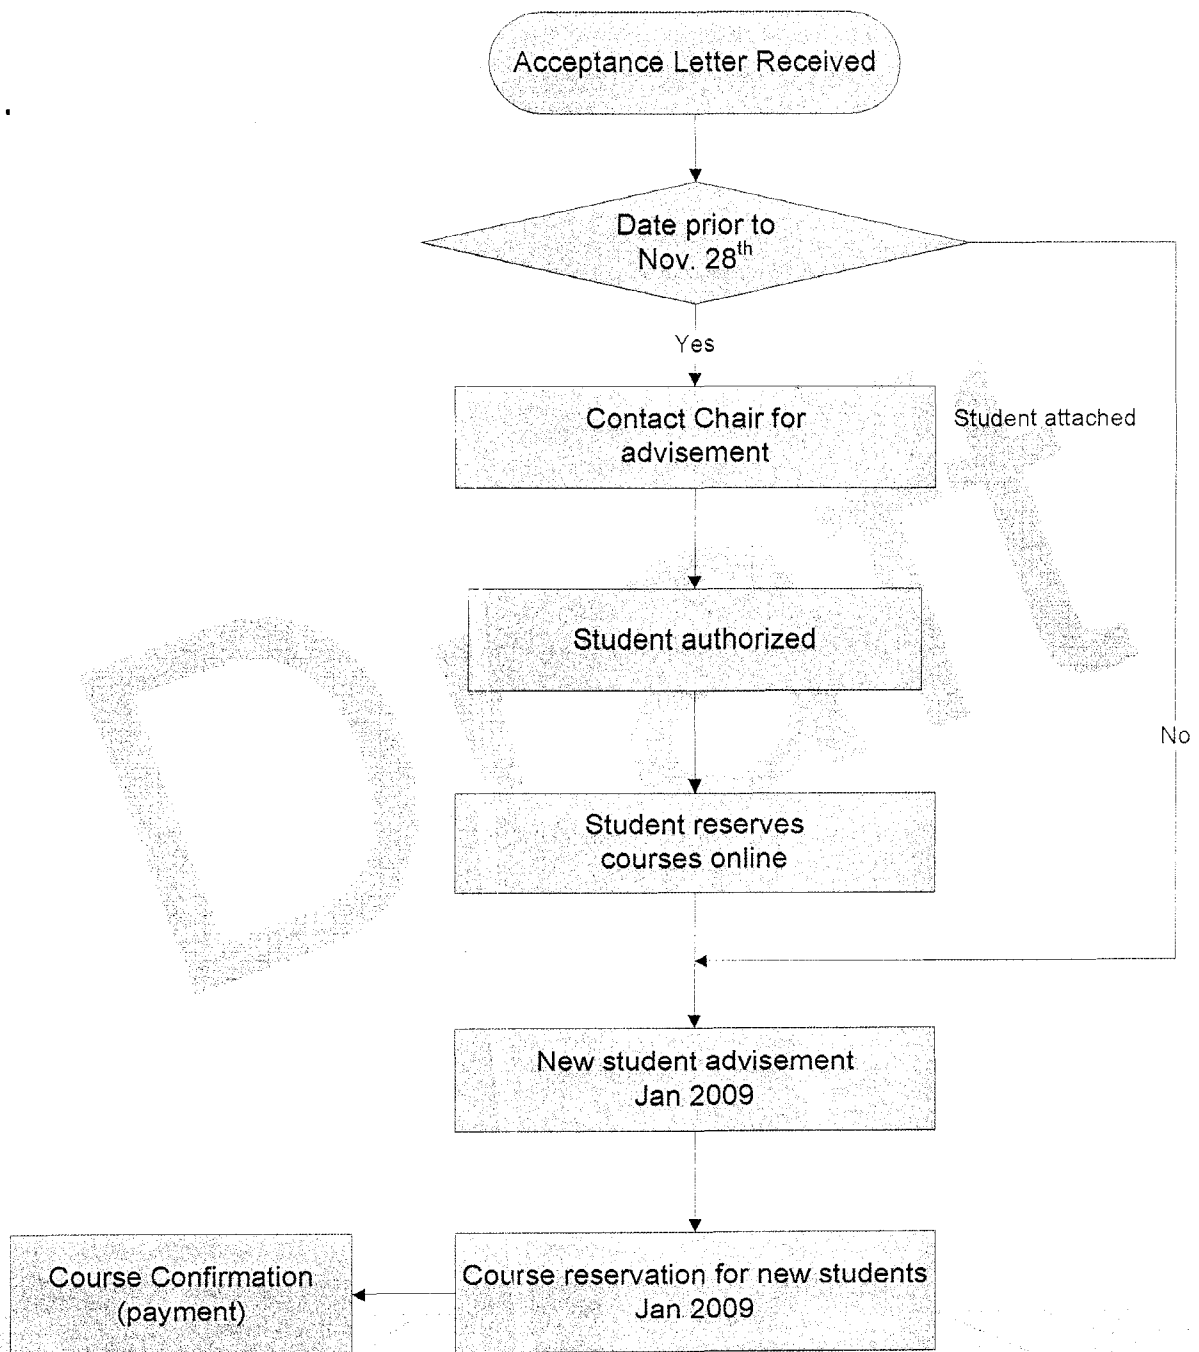 Acceptance Letter Received
Date prior to
Nov. 28th
Yes
Contact Chair for
advisement
Student attached
Student authorized
No
Student reserves
courses online
New student advisement
Jan 2009
Course Confirmation
(payment)
Course reservation for new students
Jan 2009
Draft